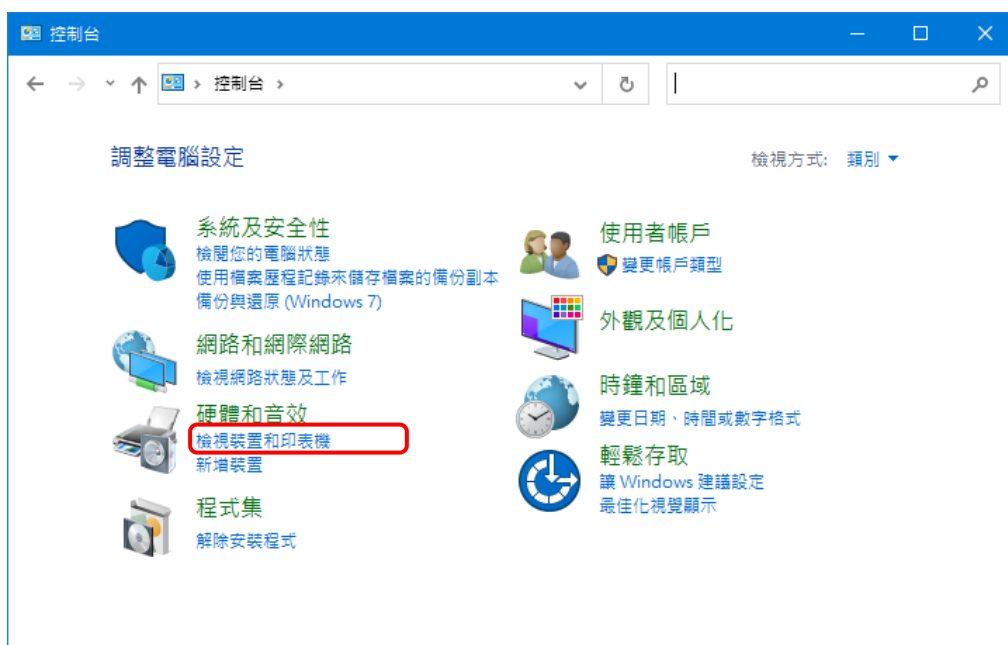 控制台
控制台
調整電腦設定
檢視方式: 類別
系統及安全性
檢閱您的電腦狀態
使用檔案歷程記錄來儲存檔案的備份副本
備份與還原 (Windows 7)
網路和網際網路
檢視網路狀態及工作
硬體和音效
檢視裝置和印表機
新增裝置
程式集
解除安裝程式
使用者帳戶
變更帳戶類型
外觀及個人化
時鐘和區域
變更日期、時間或數字格式
輕鬆存取
讓 Windows 建議設定
最佳化視覺顯示